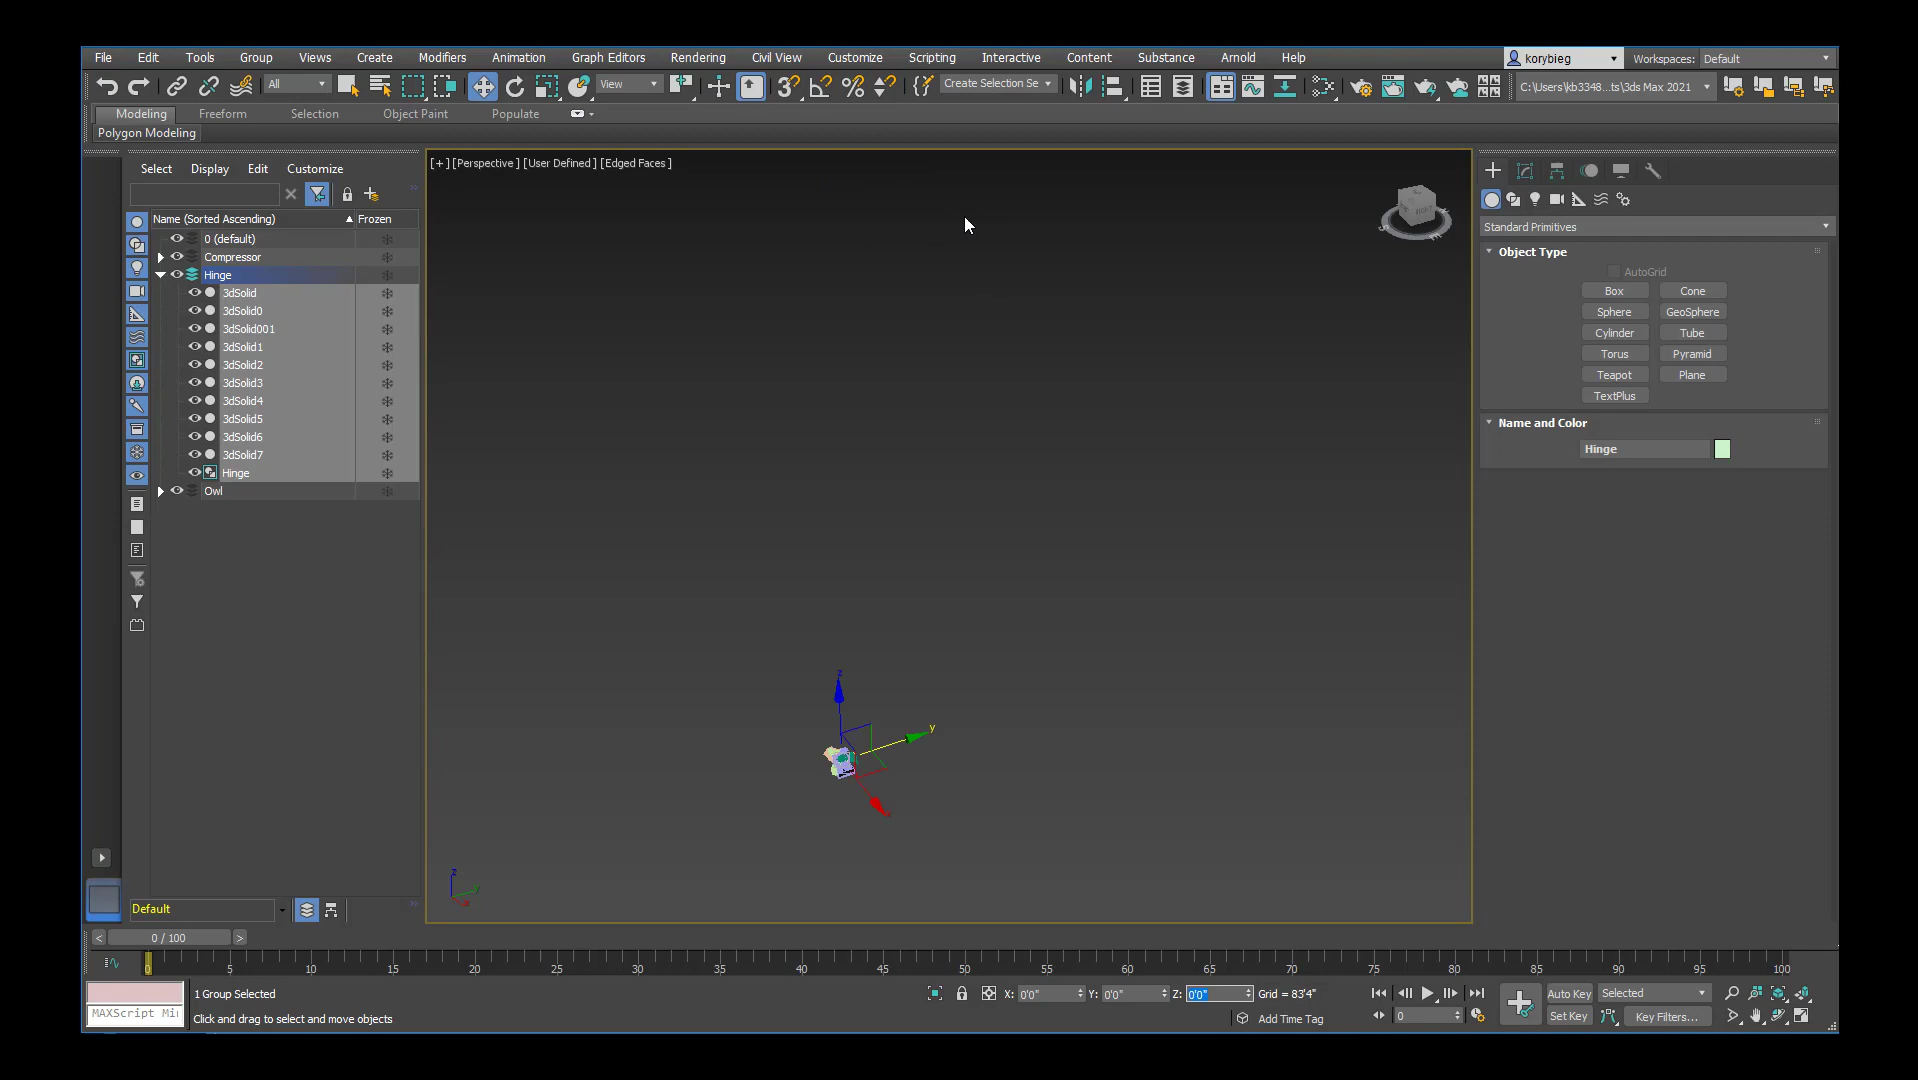 File Edit Tools Group Views Create Modifiers Animation Graph Editors Rendering Civil View Customize Scripting Interactive Content Substance Arnold Help korybieg Workspaces: Default
All View Create Selection Se C:\Users\kb3348...ts\3ds Max 2021
Modeling Freeform Selection Object Paint Populate
Polygon Modeling
Select Display Edit Customize
[+] [Perspective] [User Defined] [Edged Faces]
Name (Sorted Ascending) Frozen
0 (default)
Compressor
Hinge
3dSolid
3dSolid0
3dSolid001
3dSolid1
3dSolid2
3dSolid3
3dSolid4
3dSolid5
3dSolid6
3dSolid7
Hinge
Owl
Standard Primitives
Object Type
AutoGrid
Box Cone
Sphere GeoSphere
Cylinder Tube
Torus Pyramid
Teapot Plane
TextPlus
Name and Color
Hinge
z
y
x
z
y
x
Default
< 0 / 100 >
0 5 10 15 20 25 30 35 40 45 50 55 60 65 70 75 80 85 90 95 100
1 Group Selected X: 0'0" Y: 0'0" Z: 0'0" Grid = 83'4" Auto Key Selected
MAXScript Mi Click and drag to select and move objects Add Time Tag 0 Set Key Key Filters...